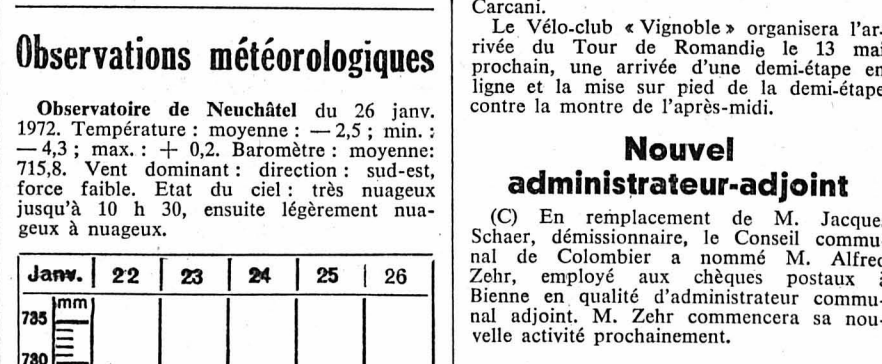 Observations météorologiques
Observatoire de Neuchâtel du 26 janv.
1972. Température : moyenne : — 2,5 ; min. :
— 4,3 ; max. : + 0,2. Baromètre : moyenne:
715,8. Vent dominant : direction : sud-est,
force faible. Etat du ciel : très nuageux
jusqu'à 10 h 30, ensuite légèrement nua-
geux à nuageux.
Janv. 22 23 24 25 26
mm
735
730
Carcani.
Le Vélo-club « Vignoble » organisera l'ar-
rivée du Tour de Romandie le 13 mai
prochain, une arrivée d'une demi-étape en
ligne et la mise sur pied de la demi-étape
contre la montre de l'après-midi.
Nouvel
administrateur-adjoint
(C) En remplacement de M. Jacque
Schaer, démissionnaire, le Conseil commu
nal de Colombier a nommé M. Alfred
Zehr, employé aux chèques postaux à
Bienne en qualité d'administrateur commu-
nal adjoint. M. Zehr commencera sa nou-
velle activité prochainement.